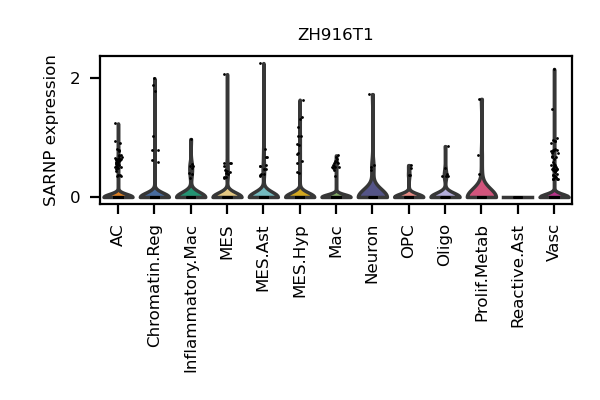 ZH916T1
SARNP expression
2
0
AC
Chromatin.Reg
Inflammatory.Mac
MES
MES.Ast
MES.Hyp
Mac
Neuron
OPC
Oligo
Prolif.Metab
Reactive.Ast
Vasc